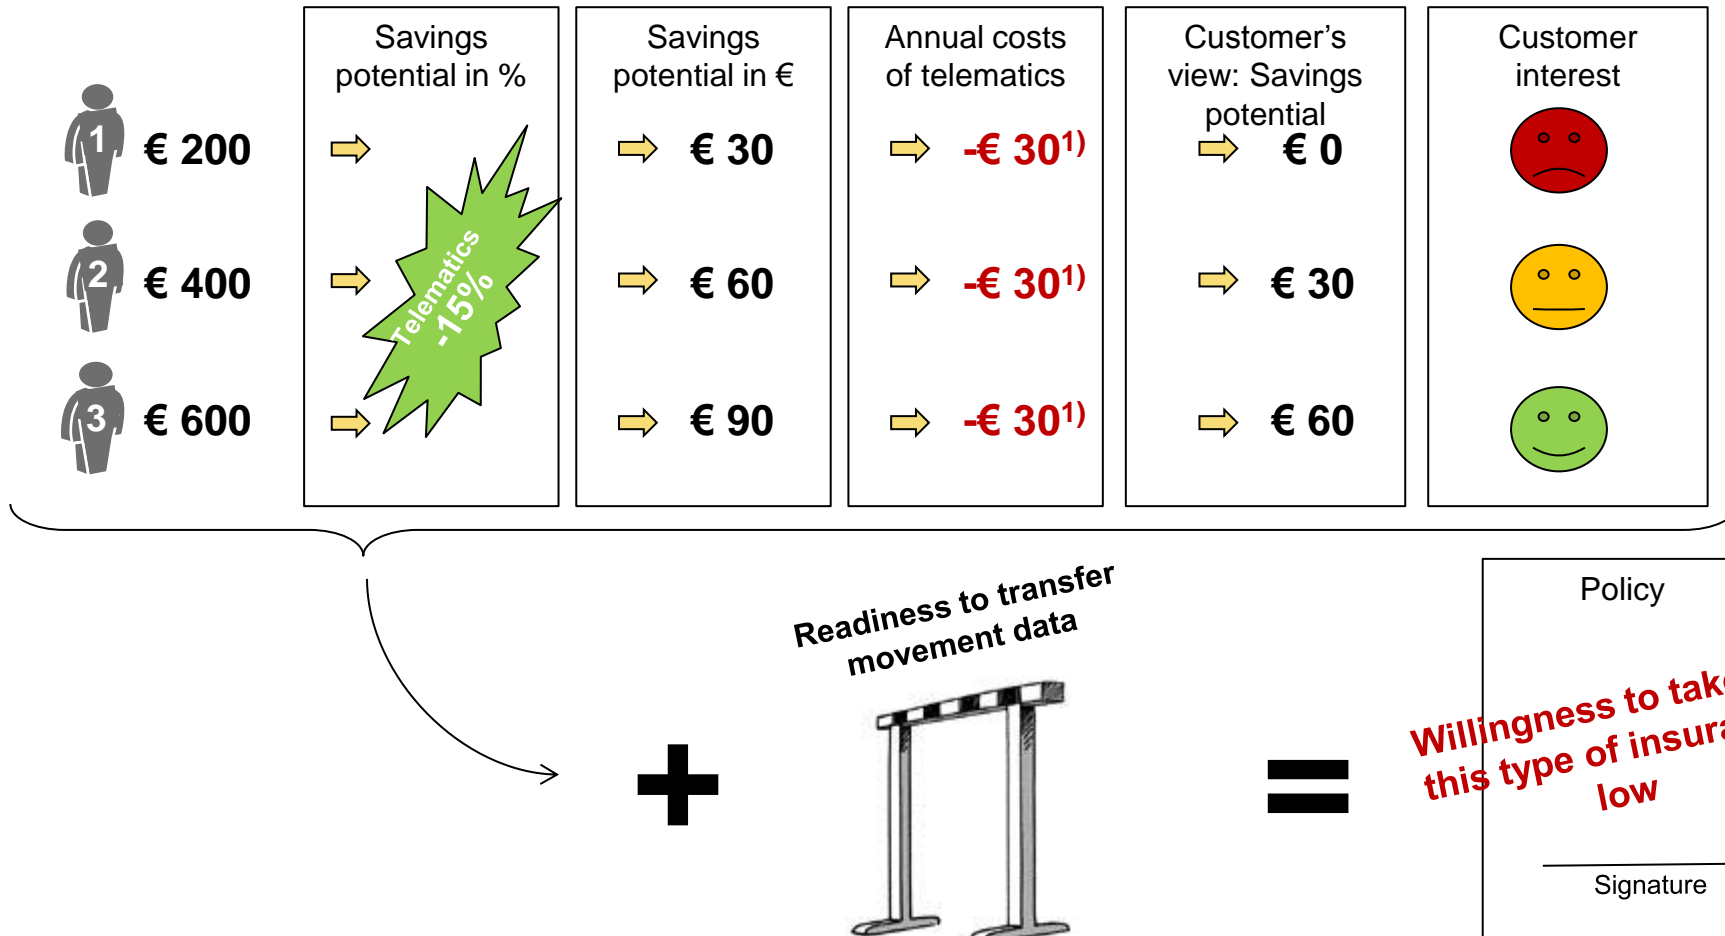 Savings
potential in %
Savings
potential in €
Annual costs
of telematics
Customer's
view: Savings
potential
Customer
interest
1 € 200 € 30 -€ 30¹⁾ € 0
2 € 400 € 60 -€ 30¹⁾ € 30
3 € 600 € 90 -€ 30¹⁾ € 60
Telematics
-15%
Readiness to transfer
movement data
+
=
Policy
Willingness to take
this type of insura
low
Signature